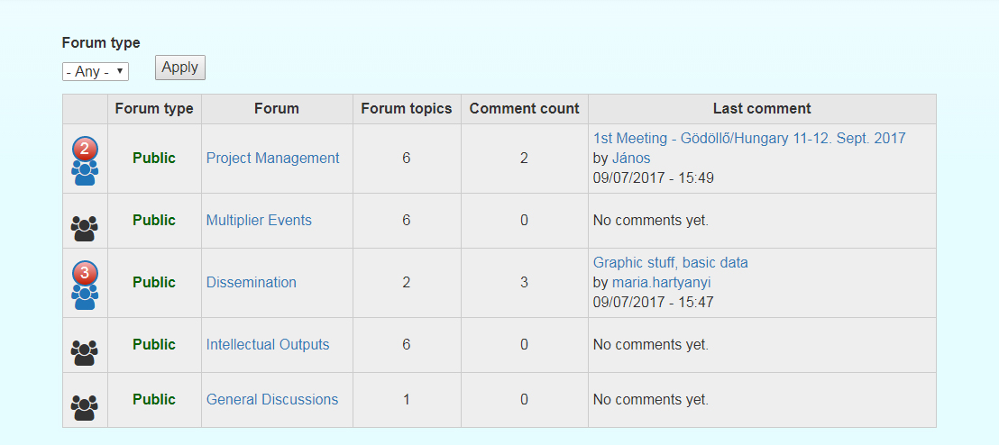 Forum type
- Any -
Apply
Forum type Forum Forum topics Comment count Last comment
2 Public Project Management 6 2 1st Meeting - Gödöllő/Hungary 11-12. Sept. 2017
by János
09/07/2017 - 15:49
Public Multiplier Events 6 0 No comments yet.
3 Public Dissemination 2 3 Graphic stuff, basic data
by maria.hartyanyi
09/07/2017 - 15:47
Public Intellectual Outputs 6 0 No comments yet.
Public General Discussions 1 0 No comments yet.